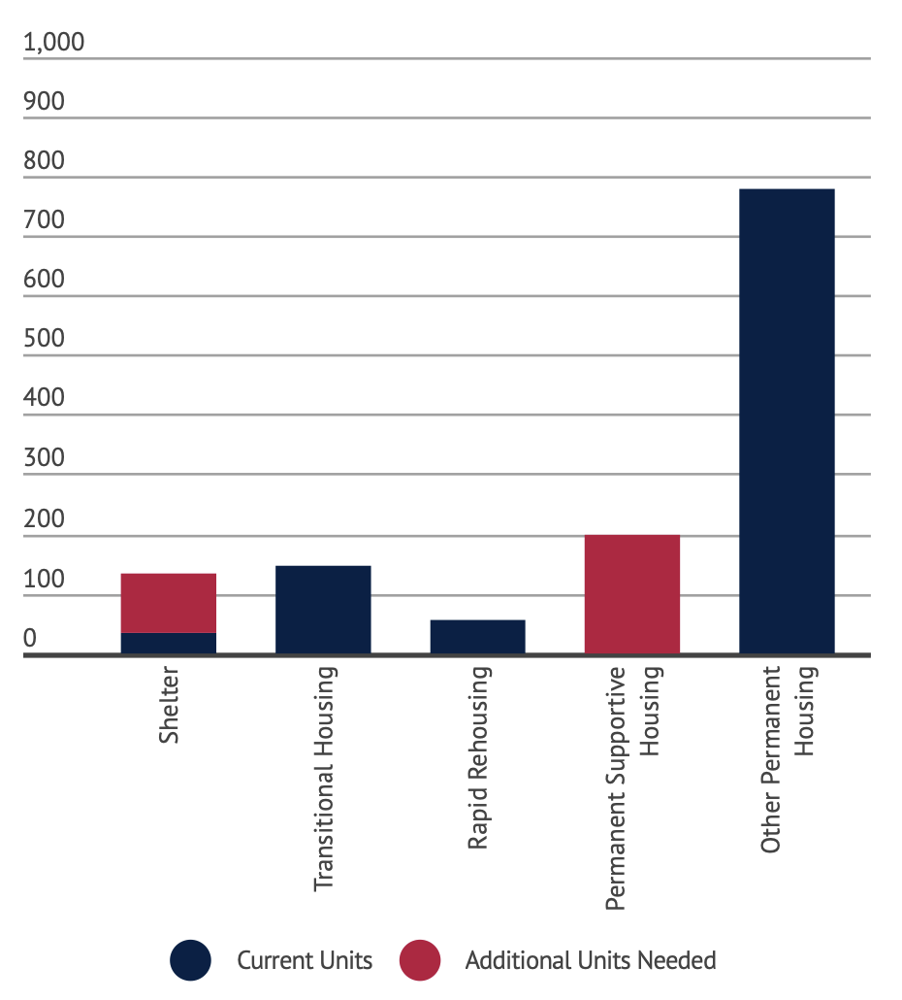 1,000
900
800
700
600
500
400
300
200
100
0
Shelter
Transitional Housing
Rapid Rehousing
Permanent Supportive
Housing
Other Permanent
Housing
Current Units
Additional Units Needed